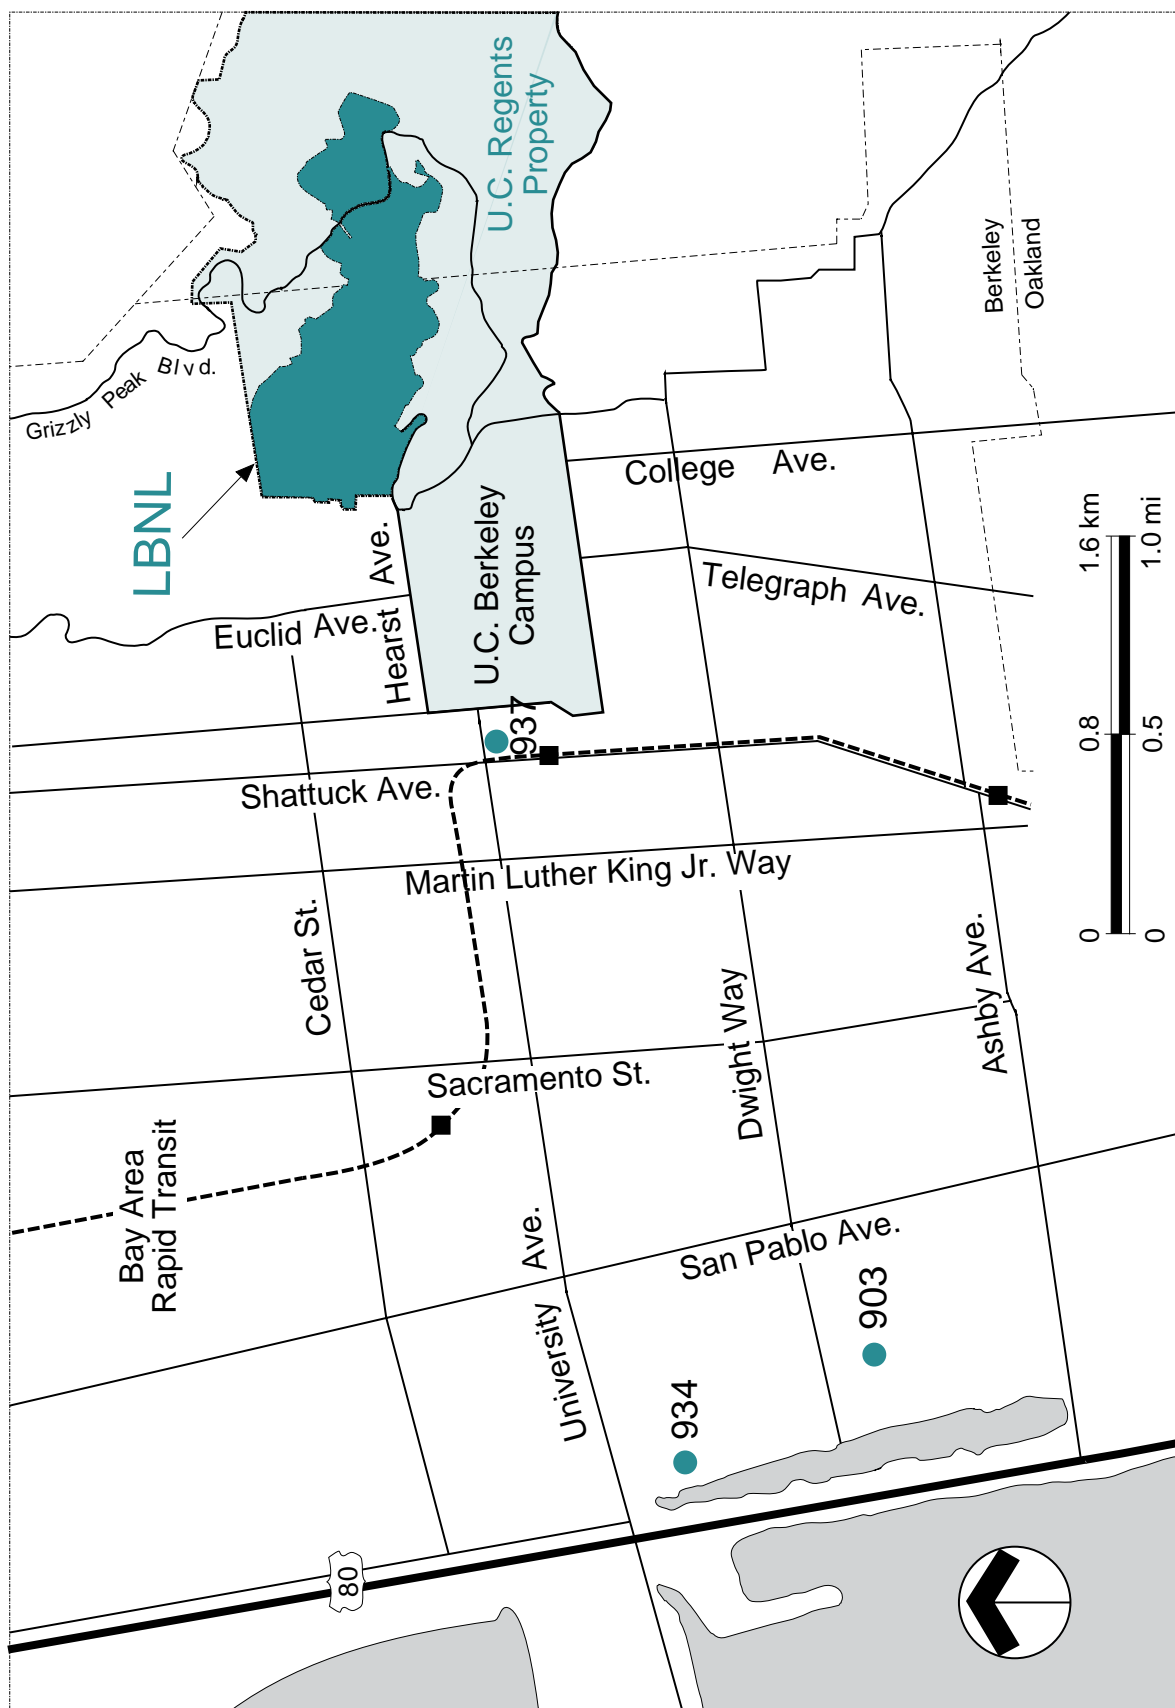 Grizzly Peak Blvd.
LBNL
U.C. Regents
Property
Berkeley
Oakland
U.C. Berkeley
Campus
Hearst Ave.
Euclid Ave.
College Ave.
Telegraph Ave.
937
Shattuck Ave.
Martin Luther King Jr. Way
Cedar St.
Sacramento St.
Dwight Way
Ashby Ave.
Bay Area
Rapid Transit
University Ave.
San Pablo Ave.
903
934
80
0 0.8 1.6 km
0 0.5 1.0 mi